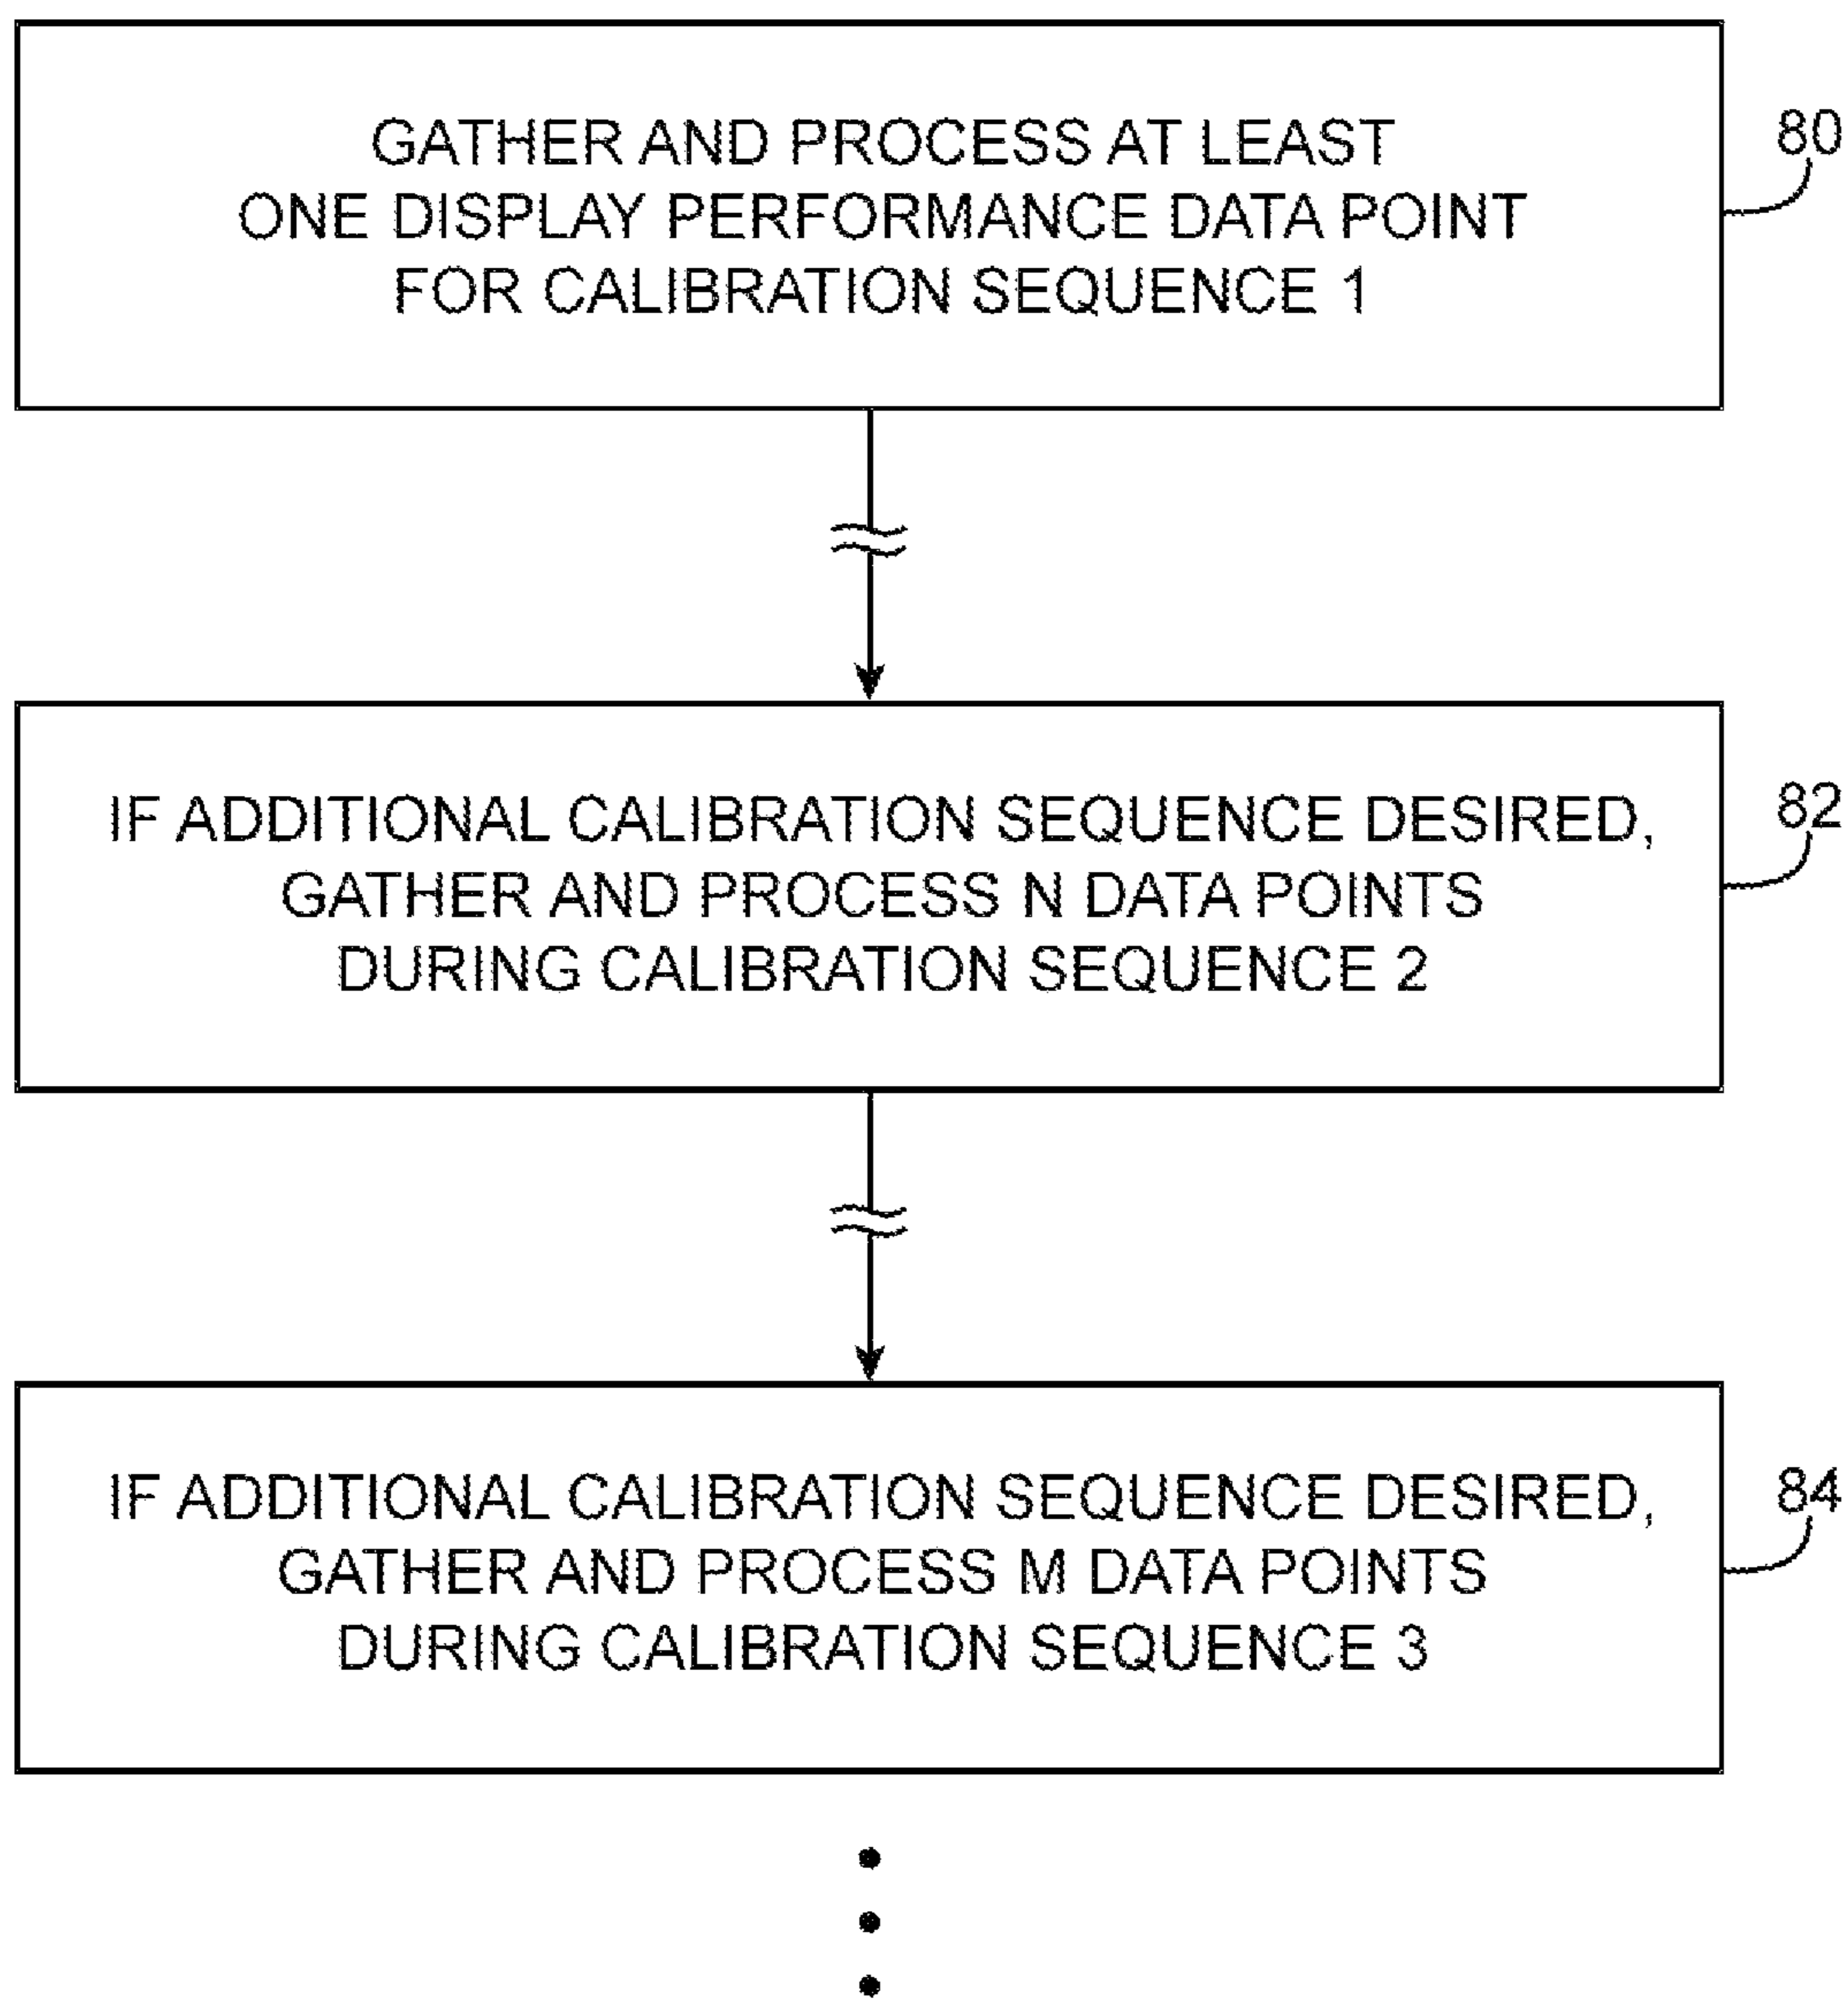 GATHER AND PROCESS AT LEAST
ONE DISPLAY PERFORMANCE DATA POINT
FOR CALIBRATION SEQUENCE 1
80
IF ADDITIONAL CALIBRATION SEQUENCE DESIRED,
GATHER AND PROCESS N DATA POINTS
DURING CALIBRATION SEQUENCE 2
82
IF ADDITIONAL CALIBRATION SEQUENCE DESIRED,
GATHER AND PROCESS M DATA POINTS
DURING CALIBRATION SEQUENCE 3
84